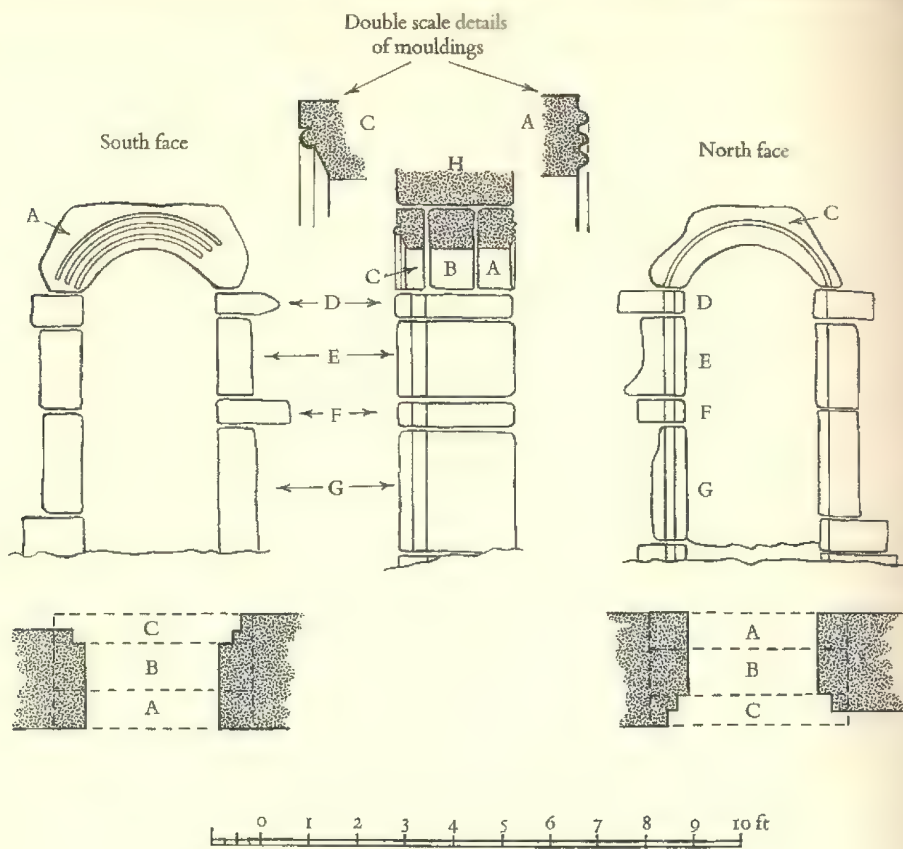 Double scale details
of mouldings
C
A
South face
North face
H
A
C
C
B
A
D
D
E
E
F
F
G
G
C
B
A
A
B
C
0 1 2 3 4 5 6 7 8 9 10 ft